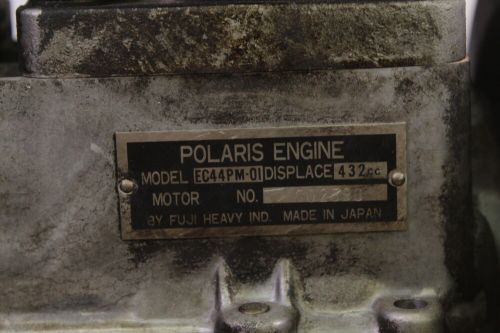 POLARIS ENGINE
MODEL EC44PM-01 DISPLACE 432cc
MOTOR NO.
BY FUJI HEAVY IND. MADE IN JAPAN